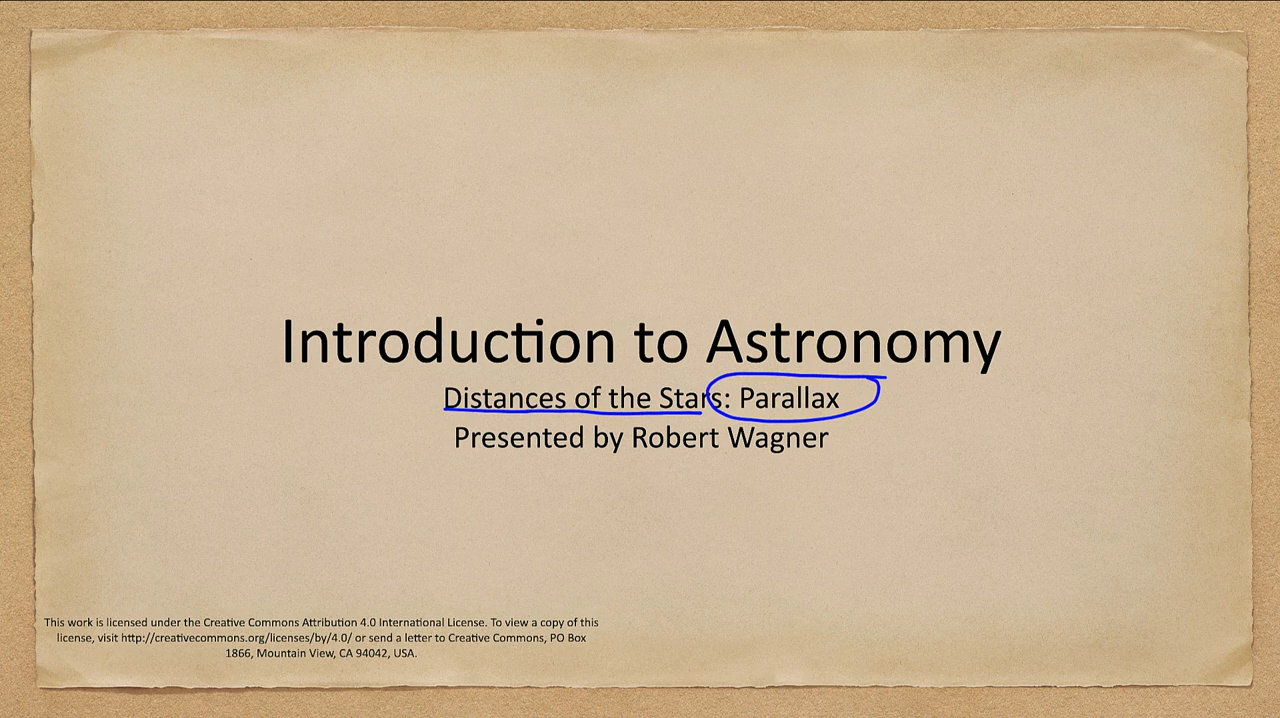 Introduction to Astronomy
Distances of the Stars: Parallax
Presented by Robert Wagner
This work is licensed under the Creative Commons Attribution 4.0 International License. To view a copy of this
license, visit http://creativecommons.org/licenses/by/4.0/ or send a letter to Creative Commons, PO Box
1866, Mountain View, CA 94042, USA.